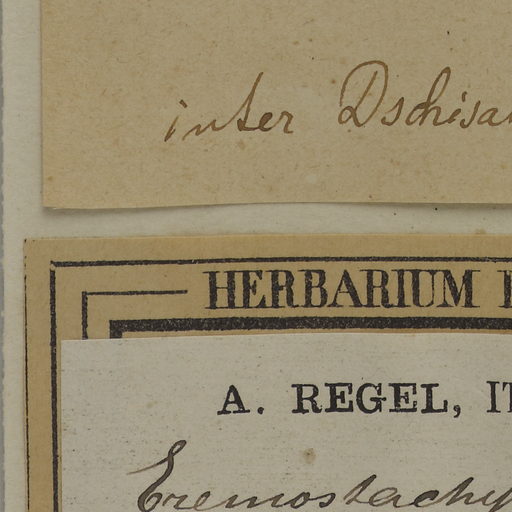 inter Dschisa
HERBARIUM
A. REGEL, IT
Eremostachy